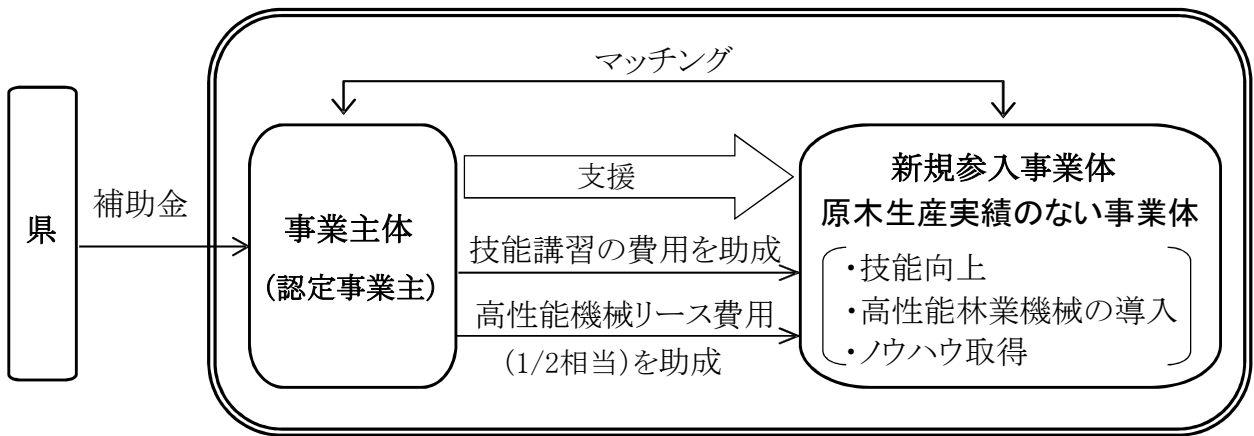 マッチング
県
補助金
事業主体
(認定事業主)
支援
技能講習の費用を助成
高性能機械リース費用
(1/2相当)を助成
新規参入事業体
原木生産実績のない事業体
・技能向上
・高性能林業機械の導入
・ノウハウ取得